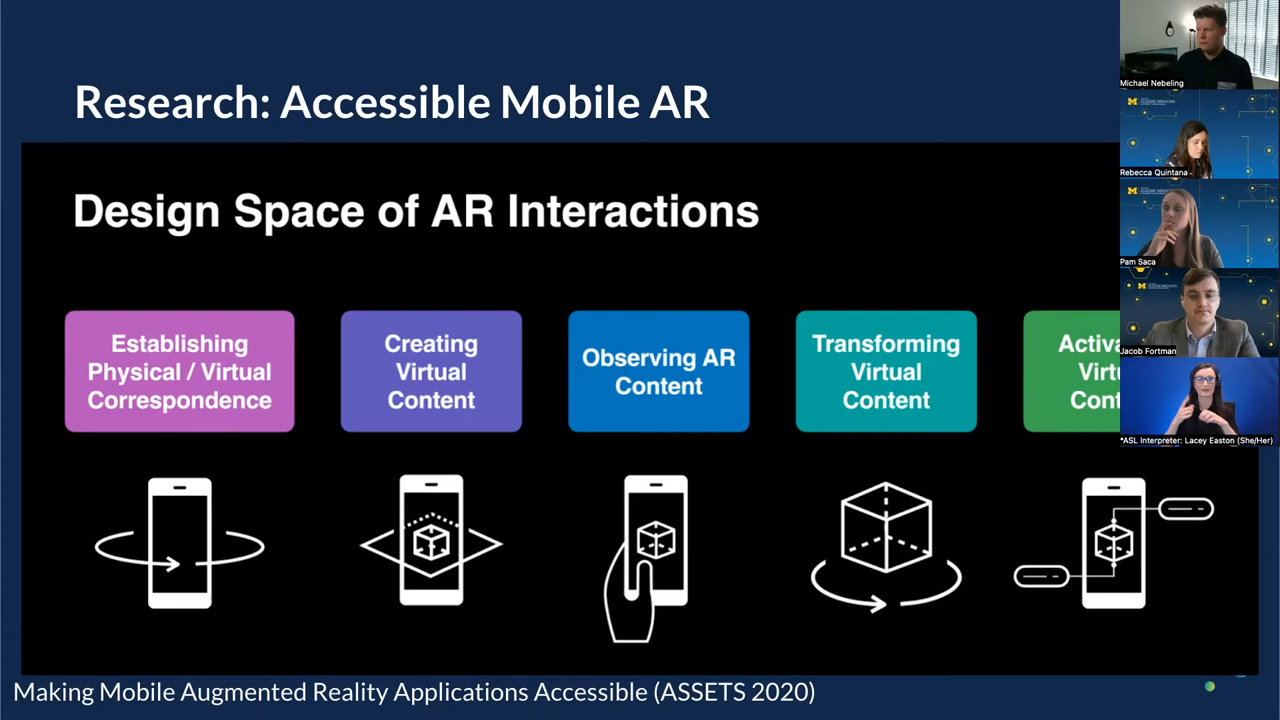 Research: Accessible Mobile AR
Design Space of AR Interactions
Establishing
Physical / Virtual
Correspondence
Creating
Virtual
Content
Observing AR
Content
Transforming
Virtual
Content
Making Mobile Augmented Reality Applications Accessible (ASSETS 2020)
Michael Nebeling
Rebecca Quintana
Pam Saca
Jacob Fortman
*ASL Interpreter: Lacey Easton (She/Her)